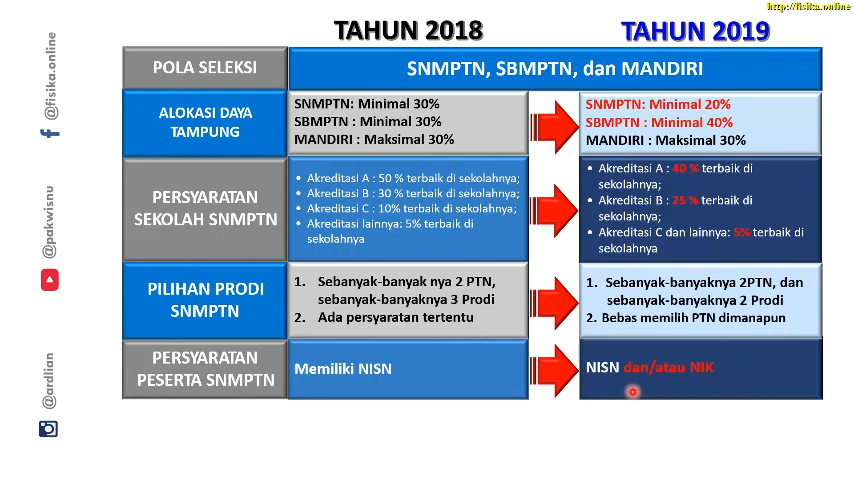 http://fisika.online
TAHUN 2018
TAHUN 2019
POLA SELEKSI
SNMPTN, SBMPTN, dan MANDIRI
ALOKASI DAYA
TAMPUNG
SNMPTN: Minimal 30%
SBMPTN : Minimal 30%
MANDIRI : Maksimal 30%
SNMPTN: Minimal 20%
SBMPTN : Minimal 40%
MANDIRI : Maksimal 30%
PERSYARATAN
SEKOLAH SNMPTN
• Akreditasi A : 50 % terbaik di sekolahnya;
• Akreditasi B : 30 % terbaik di sekolahnya;
• Akreditasi C : 10% terbaik di sekolahnya;
• Akreditasi lainnya: 5% terbaik di
sekolahnya
• Akreditasi A : 40 % terbaik di
sekolahnya;
• Akreditasi B : 25 % terbaik di
sekolahnya;
• Akreditasi C dan lainnya: 5% terbaik di
sekolahnya
PILIHAN PRODI
SNMPTN
1. Sebanyak-banyak nya 2 PTN,
sebanyak-banyaknya 3 Prodi
2. Ada persyaratan tertentu
1. Sebanyak-banyaknya 2PTN, dan
sebanyak-banyaknya 2 Prodi
2. Bebas memilih PTN dimanapun
PERSYARATAN
PESERTA SNMPTN
Memiliki NISN
NISN dan/atau NIK
@fisika.online
@pakwisnu
@ardlian